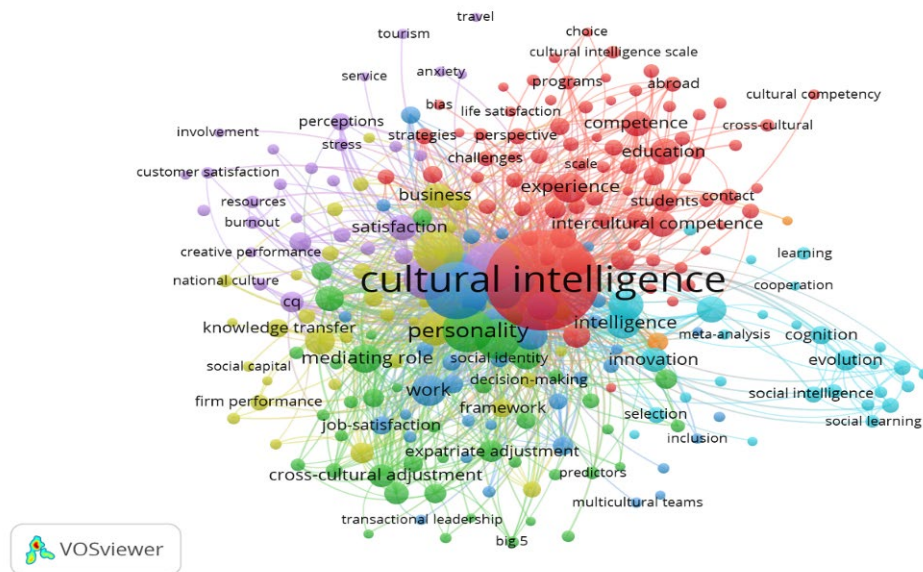 travel
tourism
choice
cultural intelligence scale
service
anxiety
programs
abroad
cultural competency
bias
life satisfaction
involvement
perceptions
strategies
perspective
competence
cross-cultural
stress
challenges
scale
education
customer satisfaction
resources
business
experience
students
contact
burnout
satisfaction
intercultural competence
creative performance
learning
national culture
cultural intelligence
cooperation
cq
knowledge transfer
personality
intelligence
meta-analysis
cognition
social capital
mediating role
social identity
innovation
evolution
firm performance
work
decision-making
social intelligence
framework
selection
social learning
job-satisfaction
inclusion
expatriate adjustment
cross-cultural adjustment
predictors
multicultural teams
transactional leadership
big 5
VOSviewer